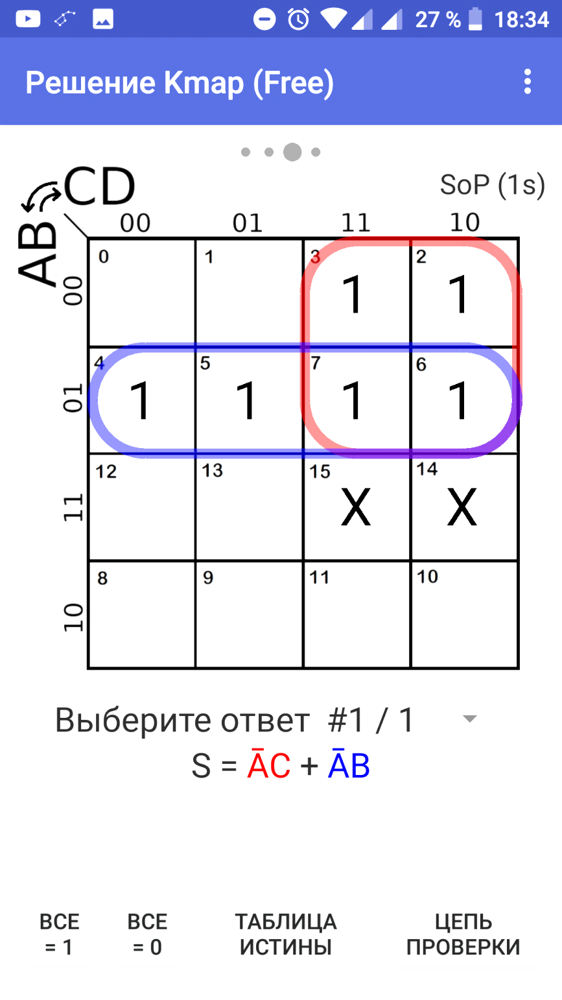 27 % 18:34
Решение Kmap (Free)
SoP (1s)
CD
AB
00 01 11 10
00
0 1 3 2
1 1
01
4 5 7 6
1 1 1 1
11
12 13 15 14
X X
10
8 9 11 10
Выберите ответ #1 / 1
S = ĀC + ĀB
ВСЕ
= 1
ВСЕ
= 0
ТАБЛИЦА
ИСТИНЫ
ЦЕПЬ
ПРОВЕРКИ